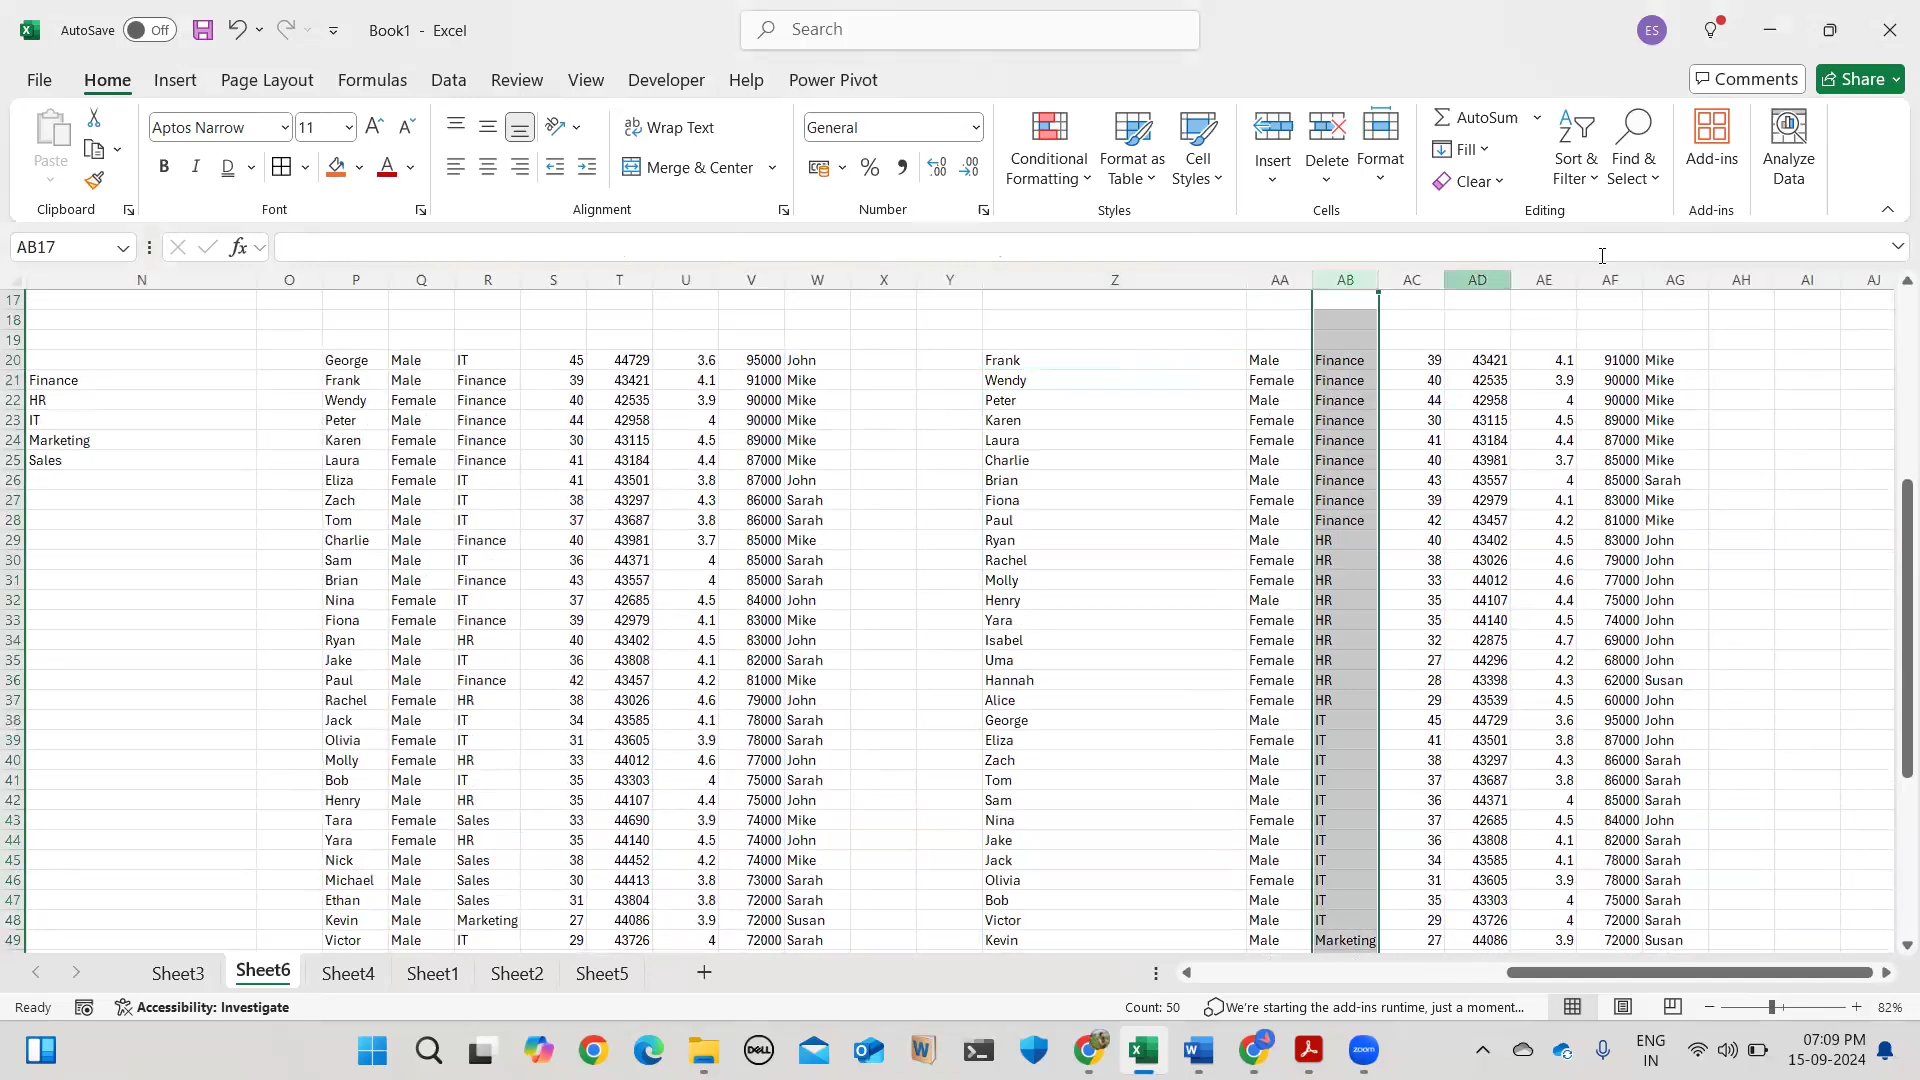 AutoSave Off Book1 - Excel Search ES
File Home Insert Page Layout Formulas Data Review View Developer Help Power Pivot Comments Share
Paste Aptos Narrow 11 Wrap Text General Conditional Formatting Format as Table Cell Styles Insert Delete Format AutoSum Sort & Filter Find & Select Add-ins Analyze Data
B I D Merge & Center Fill
Clear
Clipboard Font Alignment Number Styles Cells Editing Add-ins
AB17 fx
N O P Q R S T U V W X Y Z AA AB AC AD AE AF AG AH AI AJ
17
18
19
20 George Male IT 45 44729 3.6 95000 John Frank Male Finance 39 43421 4.1 91000 Mike
21 Finance Frank Male Finance 39 43421 4.1 91000 Mike Wendy Female Finance 40 42535 3.9 90000 Mike
22 HR Wendy Female Finance 40 42535 3.9 90000 Mike Peter Male Finance 44 42958 4 90000 Mike
23 IT Peter Male Finance 44 42958 4 90000 Mike Karen Female Finance 30 43115 4.5 89000 Mike
24 Marketing Karen Female Finance 30 43115 4.5 89000 Mike Laura Female Finance 41 43184 4.4 87000 Mike
25 Sales Laura Female Finance 41 43184 4.4 87000 Mike Charlie Male Finance 40 43981 3.7 85000 Mike
26 Eliza Female IT 41 43501 3.8 87000 John Brian Male Finance 43 43557 4 85000 Sarah
27 Zach Male IT 38 43297 4.3 86000 Sarah Fiona Female Finance 39 42979 4.1 83000 Mike
28 Tom Male IT 37 43687 3.8 86000 Sarah Paul Male Finance 42 43457 4.2 81000 Mike
29 Charlie Male Finance 40 43981 3.7 85000 Mike Ryan Male HR 40 43402 4.5 83000 John
30 Sam Male IT 36 44371 4 85000 Sarah Rachel Female HR 38 43026 4.6 79000 John
31 Brian Male Finance 43 43557 4 85000 Sarah Molly Female HR 33 44012 4.6 77000 John
32 Nina Female IT 37 42685 4.5 84000 John Henry Male HR 35 44107 4.4 75000 John
33 Fiona Female Finance 39 42979 4.1 83000 Mike Yara Female HR 35 44140 4.5 74000 John
34 Ryan Male HR 40 43402 4.5 83000 John Isabel Female HR 32 42875 4.7 69000 John
35 Jake Male IT 36 43808 4.1 82000 Sarah Uma Female HR 27 44296 4.2 68000 John
36 Paul Male Finance 42 43457 4.2 81000 Mike Hannah Female HR 28 43398 4.3 62000 Susan
37 Rachel Female HR 38 43026 4.6 79000 John Alice Female HR 29 43539 4.5 60000 John
38 Jack Male IT 34 43585 4.1 78000 Sarah George Male IT 45 44729 3.6 95000 John
39 Olivia Female IT 31 43605 3.9 78000 Sarah Eliza Female IT 41 43501 3.8 87000 John
40 Molly Female HR 33 44012 4.6 77000 John Zach Male IT 38 43297 4.3 86000 Sarah
41 Bob Male IT 35 43303 4 75000 Sarah Tom Male IT 37 43687 3.8 86000 Sarah
42 Henry Male HR 35 44107 4.4 75000 John Sam Male IT 36 44371 4 85000 Sarah
43 Tara Female Sales 33 44690 3.9 74000 Mike Nina Female IT 37 42685 4.5 84000 John
44 Yara Female HR 35 44140 4.5 74000 John Jake Male IT 36 43808 4.1 82000 Sarah
45 Nick Male Sales 38 44452 4.2 74000 Mike Jack Male IT 34 43585 4.1 78000 Sarah
46 Michael Male Sales 30 44413 3.8 73000 Sarah Olivia Female IT 31 43605 3.9 78000 Sarah
47 Ethan Male Sales 31 43804 3.8 72000 Sarah Bob Male IT 35 43303 4 75000 Sarah
48 Kevin Male Marketing 27 44086 3.9 72000 Susan Victor Male IT 29 43726 4 72000 Sarah
49 Victor Male IT 29 43726 4 72000 Sarah Kevin Male Marketing 27 44086 3.9 72000 Susan
Sheet3 Sheet6 Sheet4 Sheet1 Sheet2 Sheet5
Ready Accessibility: Investigate Count: 50 We're starting the add-ins runtime, just a moment... 82%
DELL W W zoom ENG IN 07:09 PM 15-09-2024